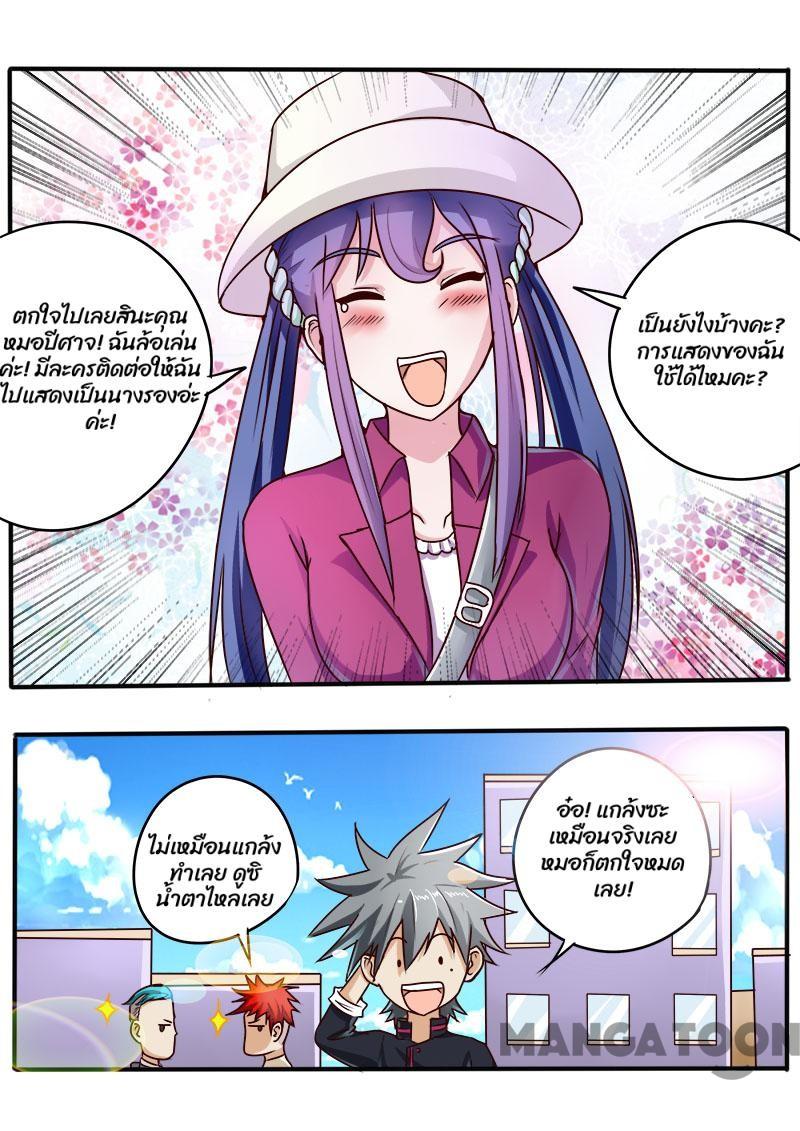 ตกใจไปเลยสินะคุณ
หมอปีศาจ! ฉันล้อเล่น
ค่ะ! มีละครติดต่อให้ฉัน
ไปแสดงเป็นนางรองอ่ะ
ค่ะ!
เป็นยังไงบ้างคะ?
การแสดงของฉัน
ใช้ได้ไหมคะ?
ไม่เหมือนแกล้ง
ทำเลย ดูซิ
น้ำตาไหลเลย
อ๋อ! แกล้งซะ
เหมือนจริงเลย
หมอก็ตกใจหมด
เลย!
MANGATOON